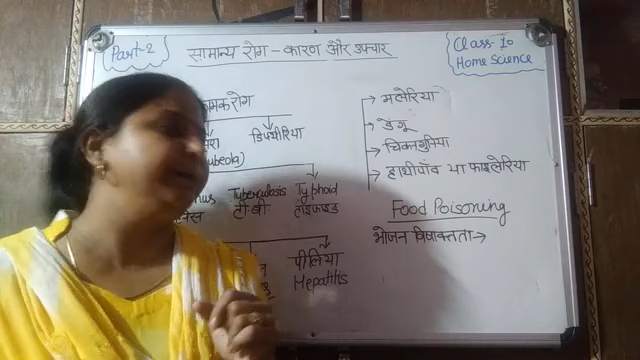 Part-2
सामान्य रोग - कारण और उपचार
Class-10
Home Science
रोग
डिफ्थीरिया
Tuberculosis Typhoid
टी.बी. टाइफाइड
पीलिया
Hepatitis
→ मलेरिया
→ डेंगू
→ चिकनगुनिया
→ हाथीपाँव या फाइलेरिया
Food Poisoning
भोजन विषाक्तता→